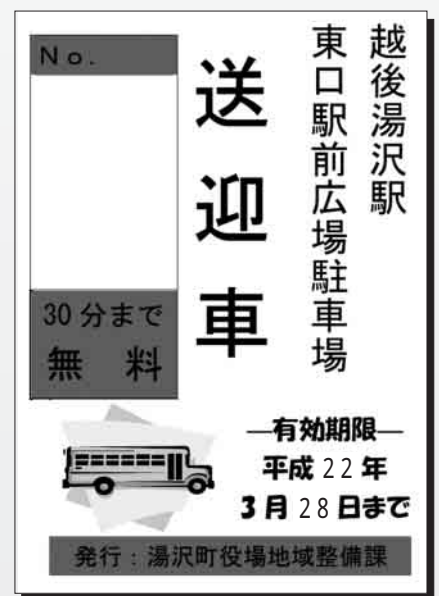 越後湯沢駅
東口駅前広場駐車場
送迎車
No.
30分まで
無料
―有効期限―
平成22年
3月28日まで
発行：湯沢町役場地域整備課